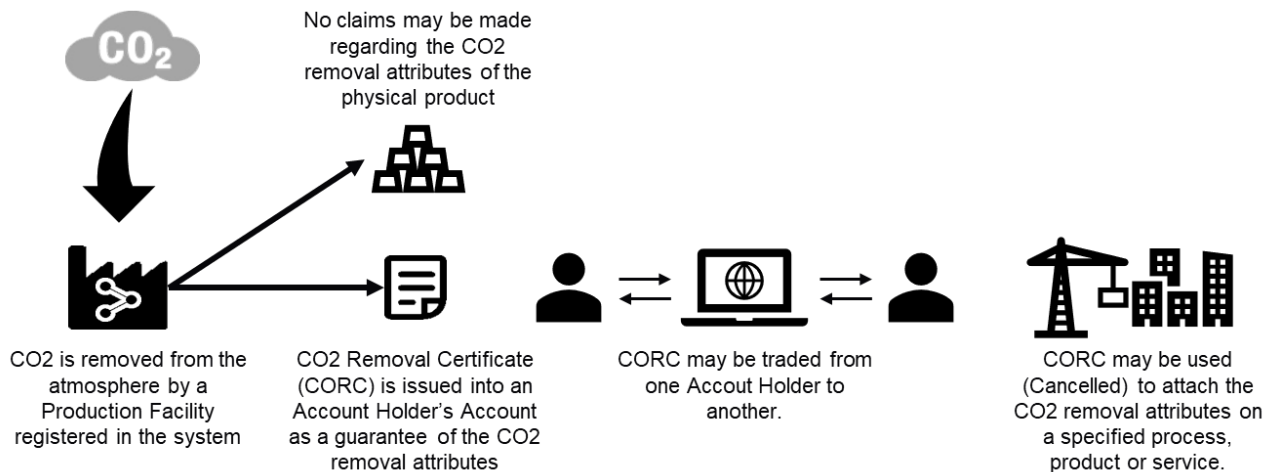 CO2
No claims may be made
regarding the CO2
removal attributes of the
physical product
CO2 is removed from the
atmosphere by a
Production Facility
registered in the system
CO2 Removal Certificate
(CORC) is issued into an
Account Holder’s Account
as a guarantee of the CO2
removal attributes
CORC may be traded from
one Accout Holder to
another.
CORC may be used
(Cancelled) to attach the
CO2 removal attributes on
a specified process,
product or service.